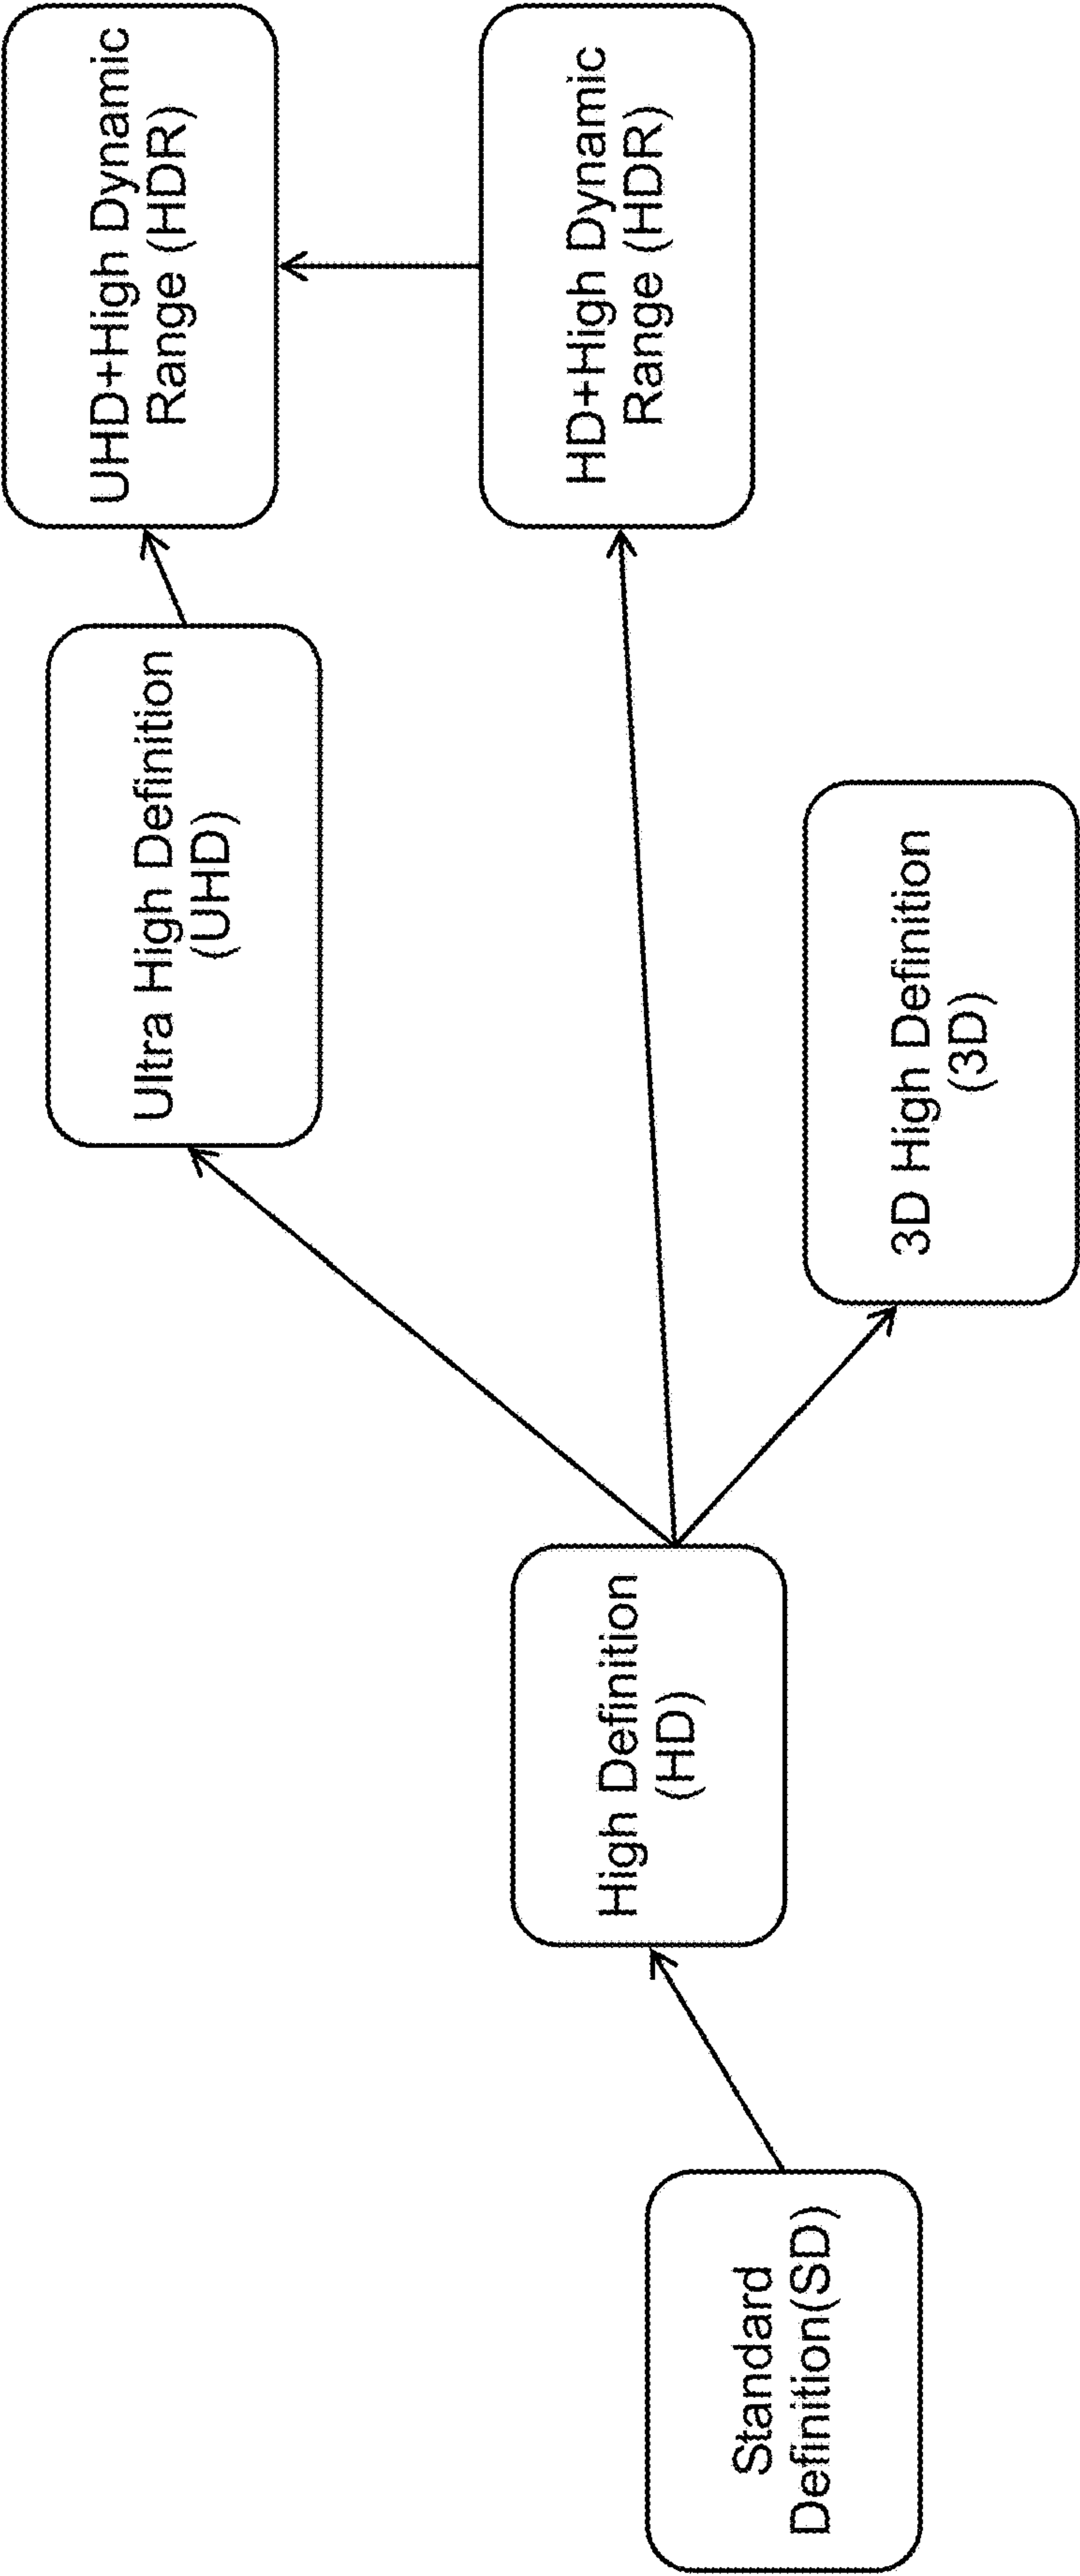 Standard
Definition(SD)
High Definition
(HD)
Ultra High Definition
(UHD)
3D High Definition
(3D)
UHD+High Dynamic
Range (HDR)
HD+High Dynamic
Range (HDR)